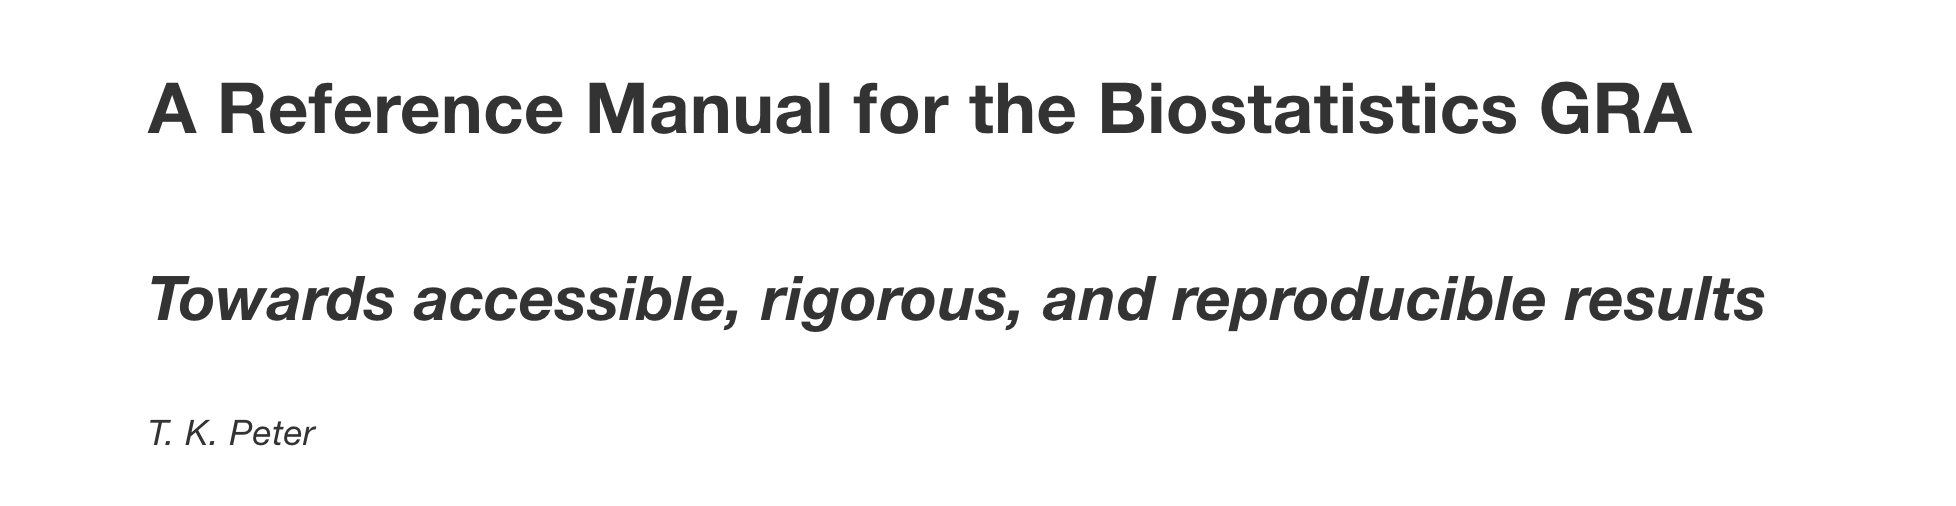 A Reference Manual for the Biostatistics GRA
Towards accessible, rigorous, and reproducible results
T. K. Peter